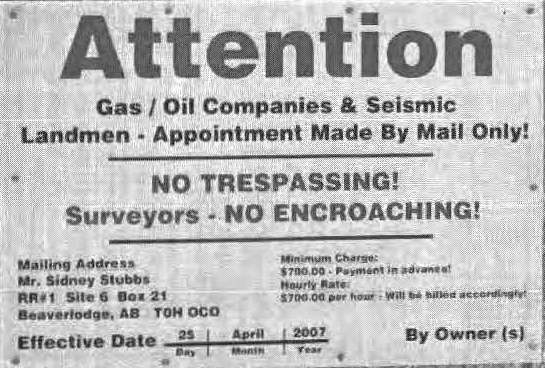 Attention
Gas / Oil Companies & Seismic
Landmen - Appointment Made By Mail Only!
NO TRESPASSING!
Surveyors - NO ENCROACHING!
Mailing Address
Mr. Sidney Stubbs
RR#1 Site 6 Box 21
Beaverlodge, AB T0H 0C0
Minimum Charge:
$700.00 - Payment in advance!
Hourly Rate:
$700.00 per hour - Will be billed accordingly!
Effective Date 25 | April | 2007
Day | Month | Year
By Owner (s)